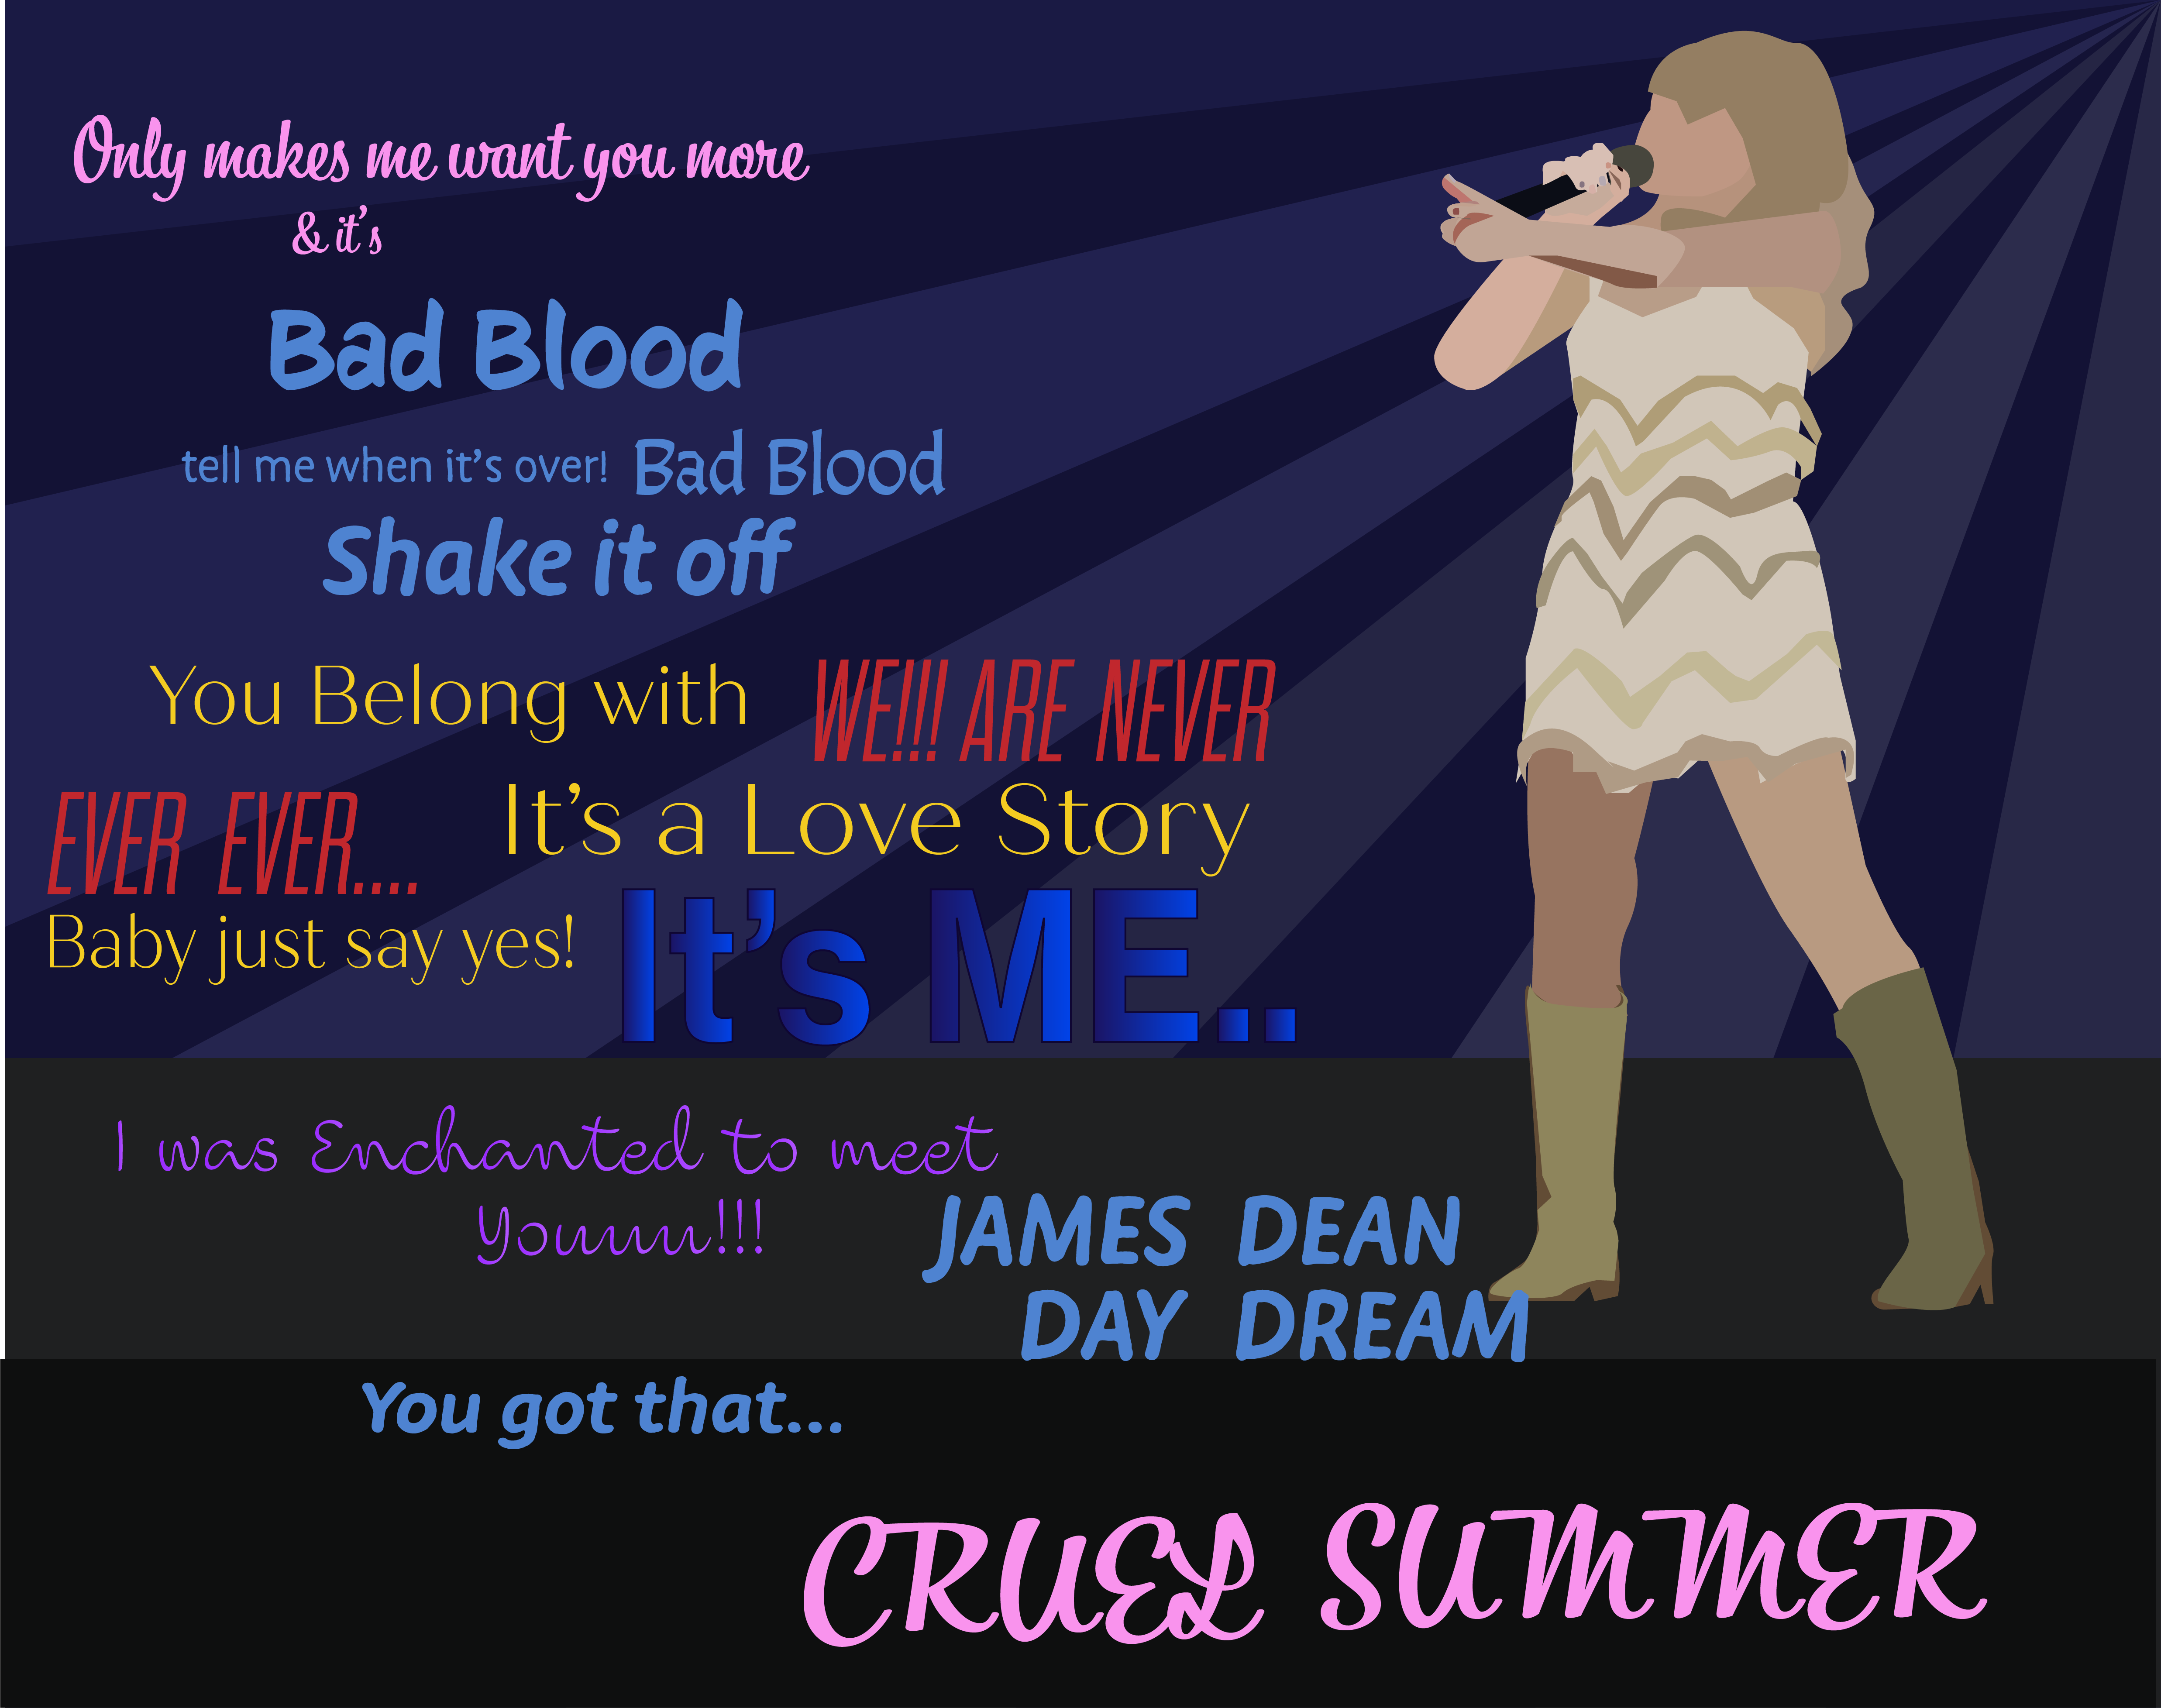 Only makes me want you more
& it's
Bad Blood
tell me when it's over! Bad Blood
Shake it off
You Belong with
WE!!! ARE NEVER
EVER EVER....
It's a Love Story
Baby just say yes!
It's ME..
I was Enchanted to meet
Youuuu!!!
JAMES DEAN
DAY DREAM
You got that...
CRUEL SUMMER